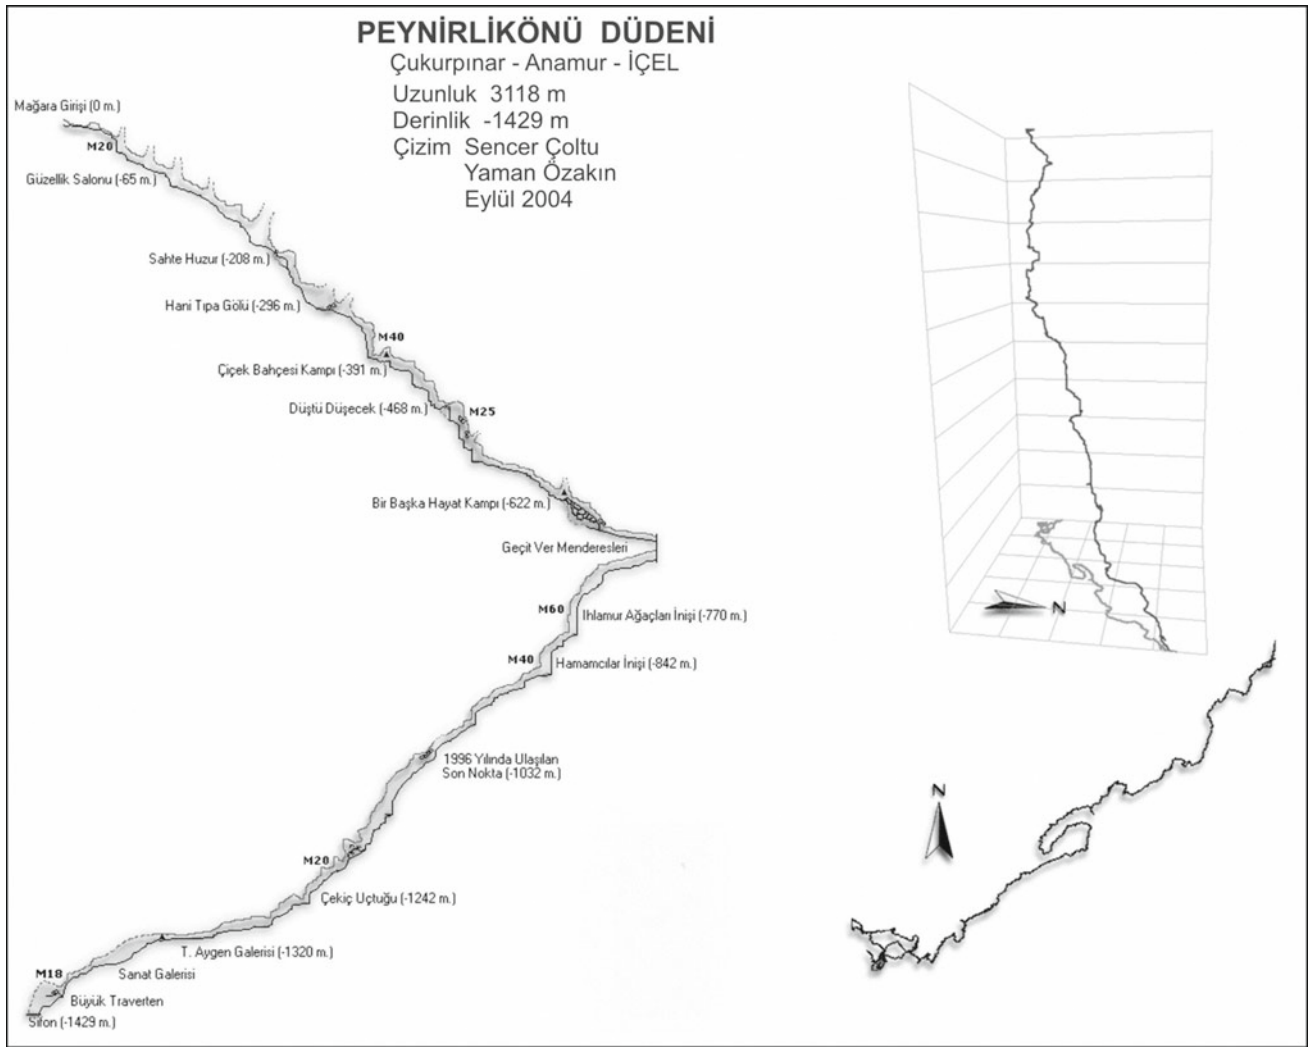 PEYNİRLİKÖNÜ DÜDENİ
Çukurpınar - Anamur - İÇEL
Uzunluk 3118 m
Derinlik -1429 m
Çizim Sencer Çoltu
Yaman Özakın
Eylül 2004
Mağara Girişi (0 m.)
M20
Güzellik Salonu (-65 m.)
Sahte Huzur (-208 m.)
Hani Tıpa Gölü (-296 m.)
M40
Çiçek Bahçesi Kampı (-391 m.)
Düştü Düşecek (-468 m.)
M25
Bir Başka Hayat Kampı (-622 m.)
Geçit Ver Menderesleri
M60
Ihlamur Ağaçları İnişi (-770 m.)
M40
Hamamcılar İnişi (-842 m.)
1996 Yılında Ulaşılan
Son Nokta (-1032 m.)
M20
Çekiç Uçtuğu (-1242 m.)
T. Aygen Galerisi (-1320 m.)
Sanat Galerisi
M18
Büyük Traverten
Sifon (-1429 m.)
N
N